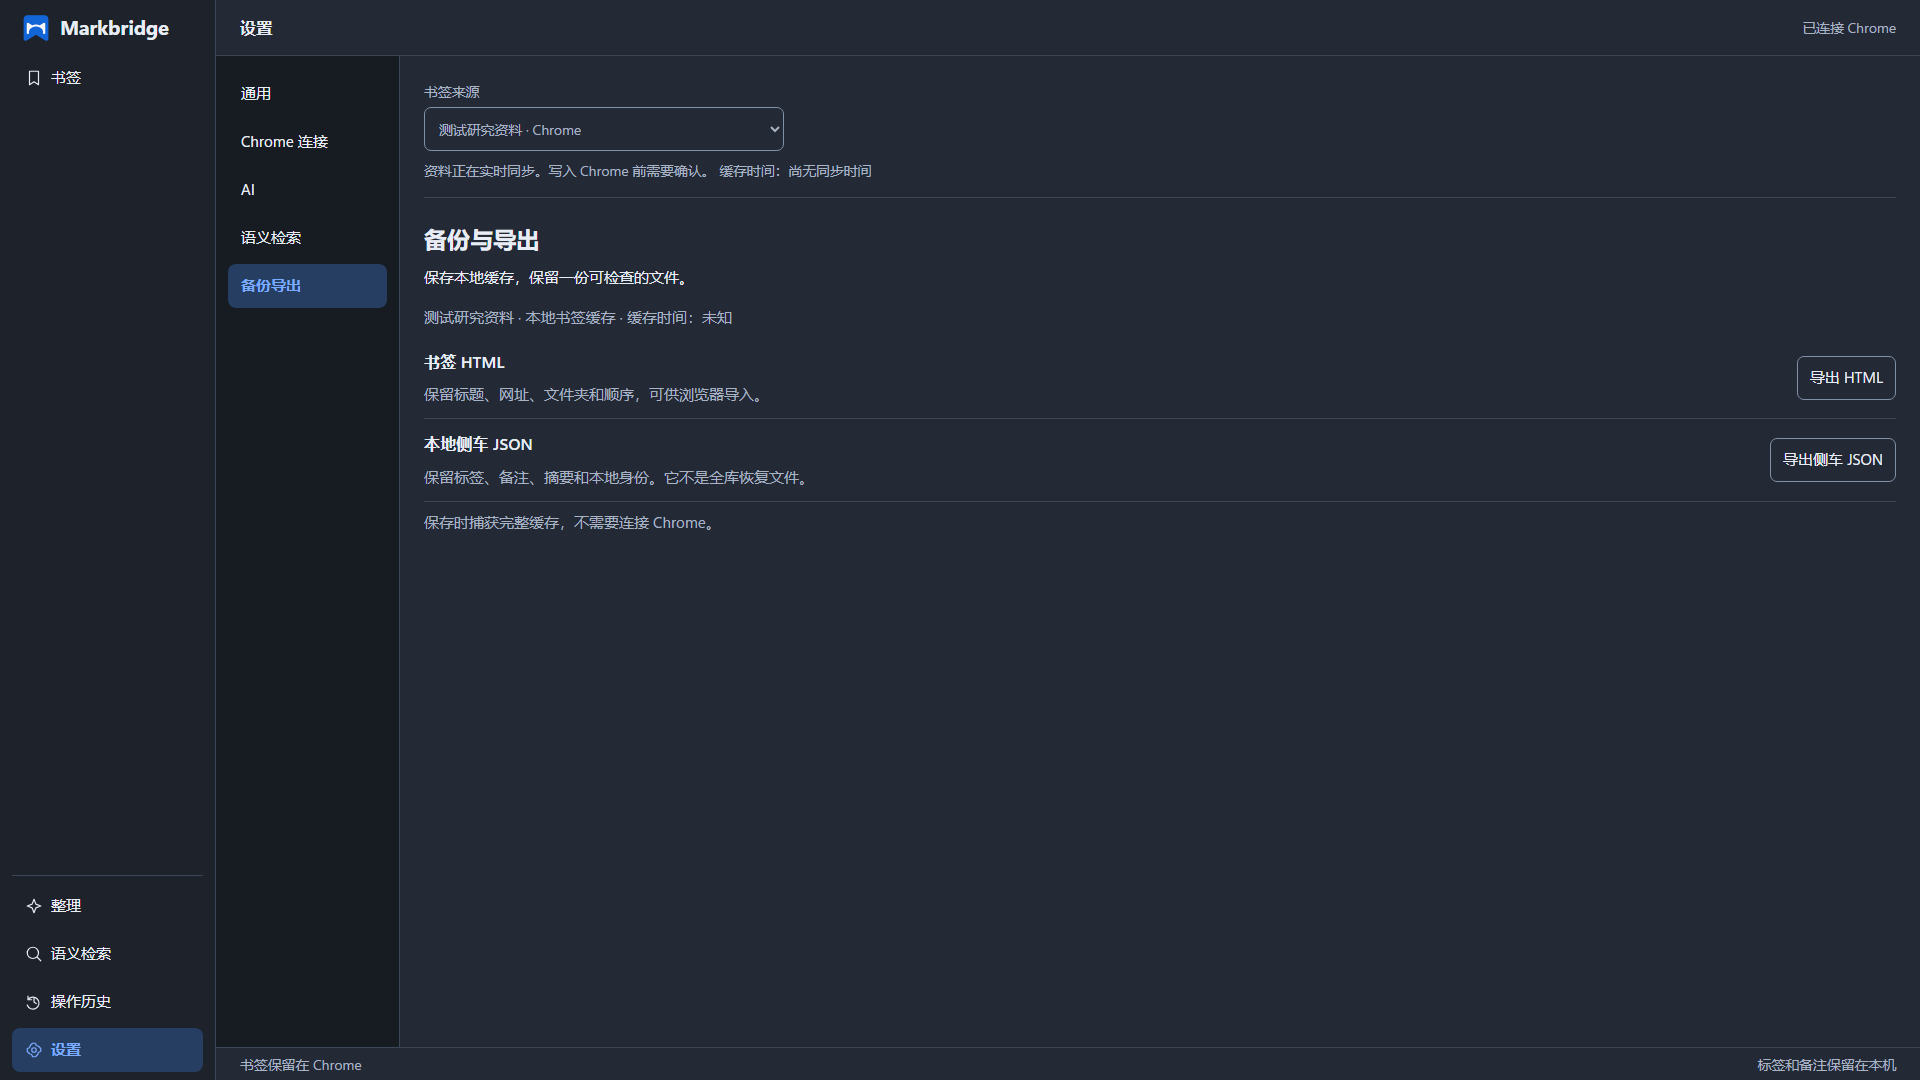 Markbridge
书签
整理
语义检索
操作历史
设置
设置
已连接 Chrome
通用
Chrome 连接
AI
语义检索
备份导出
书签来源
测试研究资料 · Chrome
资料正在实时同步。写入 Chrome 前需要确认。 缓存时间：尚无同步时间
备份与导出
保存本地缓存，保留一份可检查的文件。
测试研究资料 · 本地书签缓存 · 缓存时间：未知
书签 HTML
保留标题、网址、文件夹和顺序，可供浏览器导入。
导出 HTML
本地侧车 JSON
保留标签、备注、摘要和本地身份。它不是全库恢复文件。
导出侧车 JSON
保存时捕获完整缓存，不需要连接 Chrome。
书签保留在 Chrome
标签和备注保留在本机